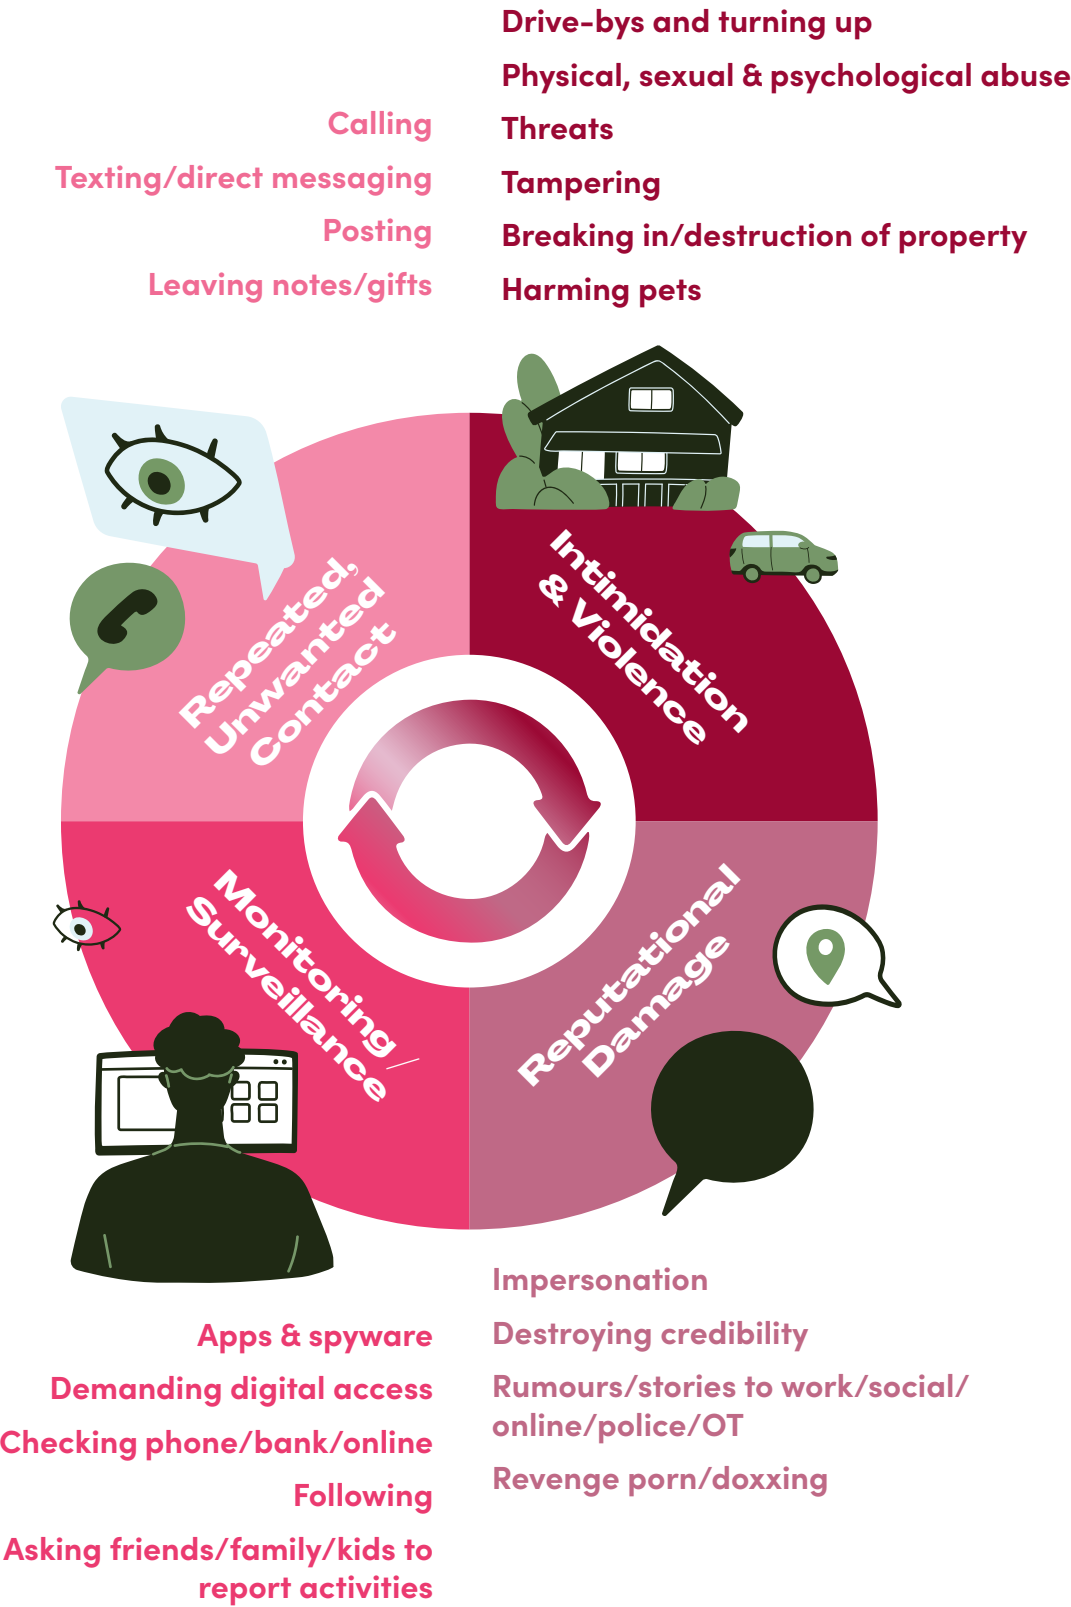 Calling
Texting/direct messaging
Posting
Leaving notes/gifts
Drive-bys and turning up
Physical, sexual & psychological abuse
Threats
Tampering
Breaking in/destruction of property
Harming pets
Repeated,
Unwanted
Contact
Intimidation
& Violence
Monitoring/
Surveillance
Reputational
Damage
Apps & spyware
Demanding digital access
Checking phone/bank/online
Following
Asking friends/family/kids to
report activities
Impersonation
Destroying credibility
Rumours/stories to work/social/
online/police/OT
Revenge porn/doxxing